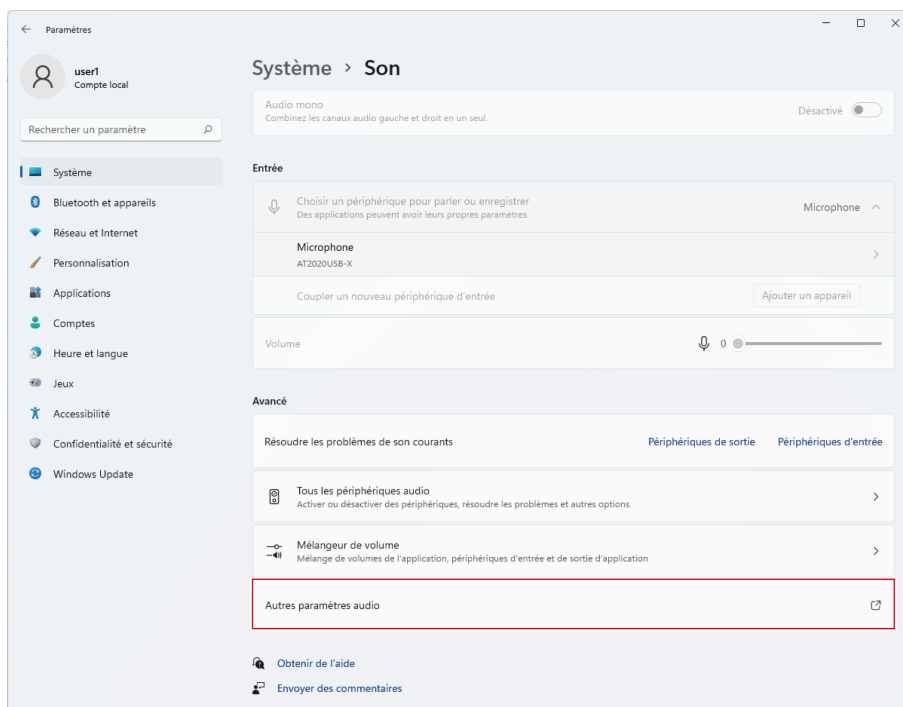 Paramètres
user1
Compte local
Rechercher un paramètre
Système
Bluetooth et appareils
Réseau et Internet
Personnalisation
Applications
Comptes
Heure et langue
Jeux
Accessibilité
Confidentialité et sécurité
Windows Update
Système > Son
Audio mono
Combinez les canaux audio gauche et droit en un seul.
Désactivé
Entrée
Choisir un périphérique pour parler ou enregistrer
Des applications peuvent avoir leurs propres paramètres
Microphone
Microphone
AT2020USB-X
Coupler un nouveau périphérique d'entrée
Ajouter un appareil
Volume
0
Avancé
Résoudre les problèmes de son courants
Périphériques de sortie
Périphériques d'entrée
Tous les périphériques audio
Activer ou désactiver des périphériques, résoudre les problèmes et autres options
Mélangeur de volume
Mélange de volumes de l'application, périphériques d'entrée et de sortie d'application
Autres paramètres audio
Obtenir de l'aide
Envoyer des commentaires